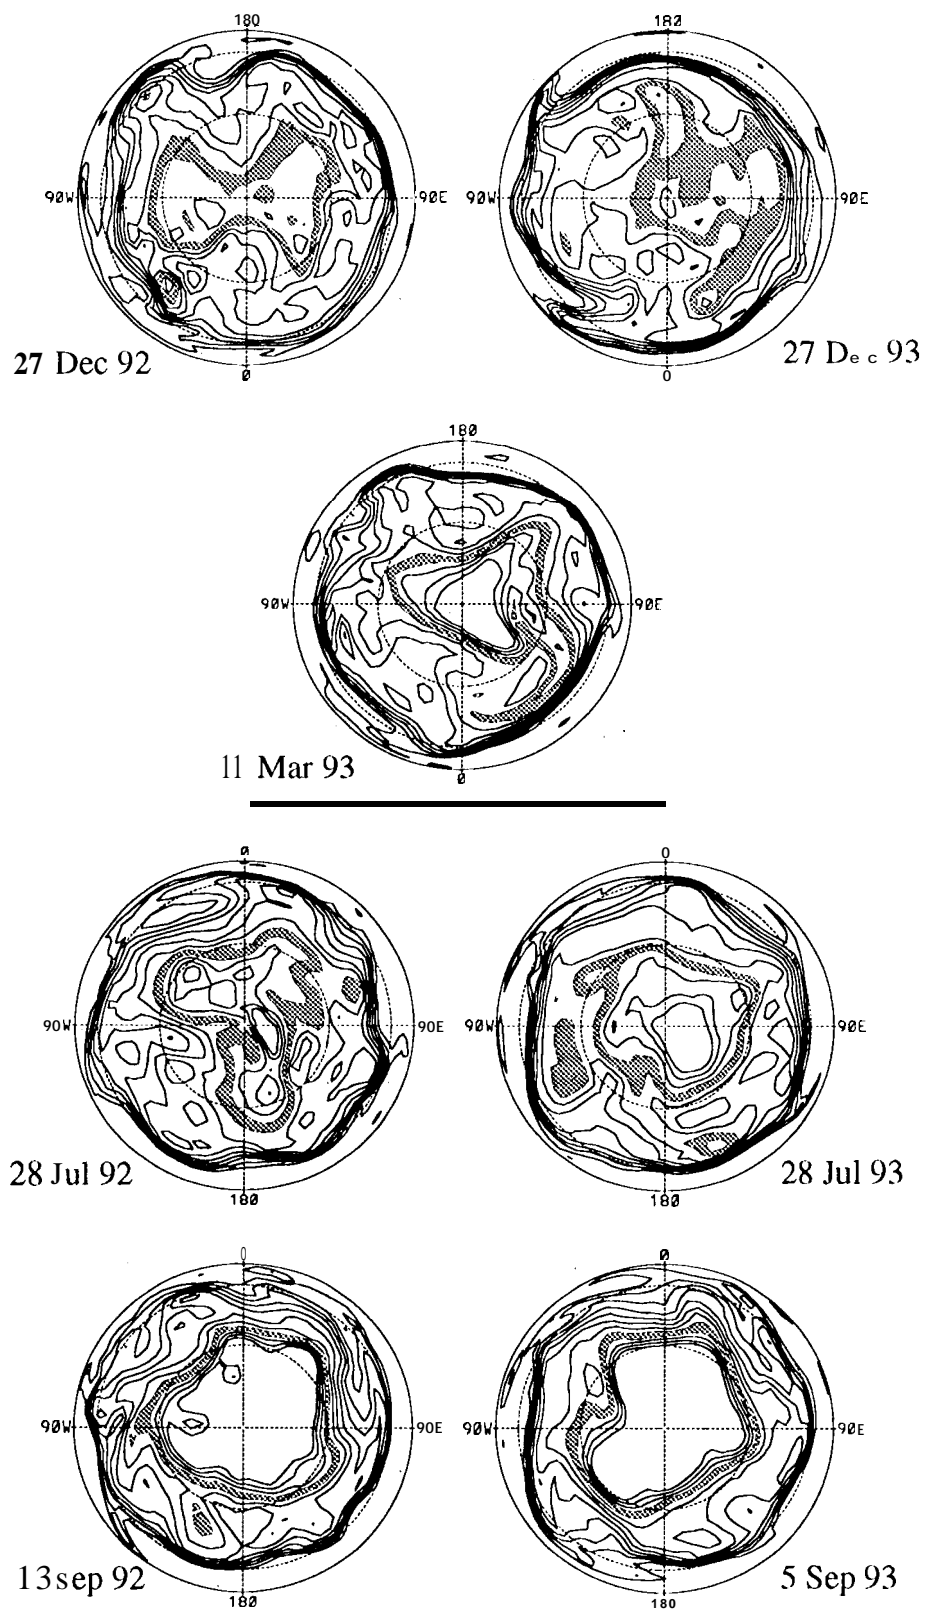 180 180
90W 90E 90W 90E
27 Dec 92 0 0 27 Dec 93
180
90W 90E
11 Mar 93 0
0 0
90W 90E 90W 90E
28 Jul 92 180 180 28 Jul 93
0 0
90W 90E 90W 90E
13sep 92 180 180 5 Sep 93